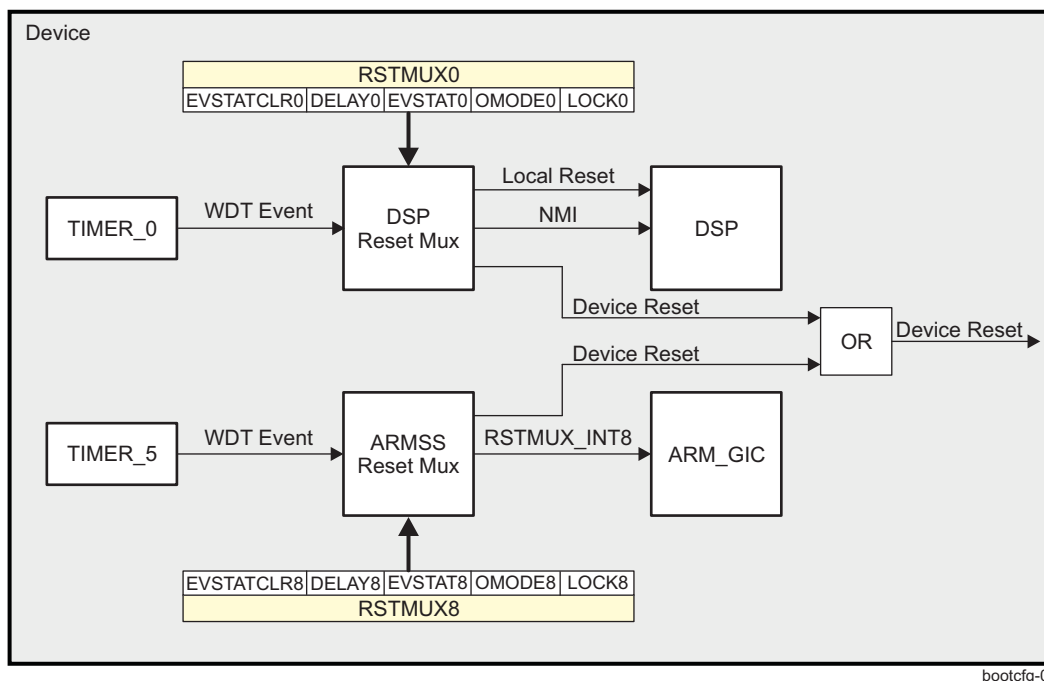 Device
RSTMUX0
EVSTATCLR0 DELAY0 EVSTAT0 OMODE0 LOCK0
Local Reset
WDT Event
NMI
TIMER_0
DSP
Reset Mux
DSP
Device Reset
OR
Device Reset
Device Reset
WDT Event
RSTMUX_INT8
TIMER_5
ARMSS
Reset Mux
ARM_GIC
EVSTATCLR8 DELAY8 EVSTAT8 OMODE8 LOCK8
RSTMUX8
bootcfg-0